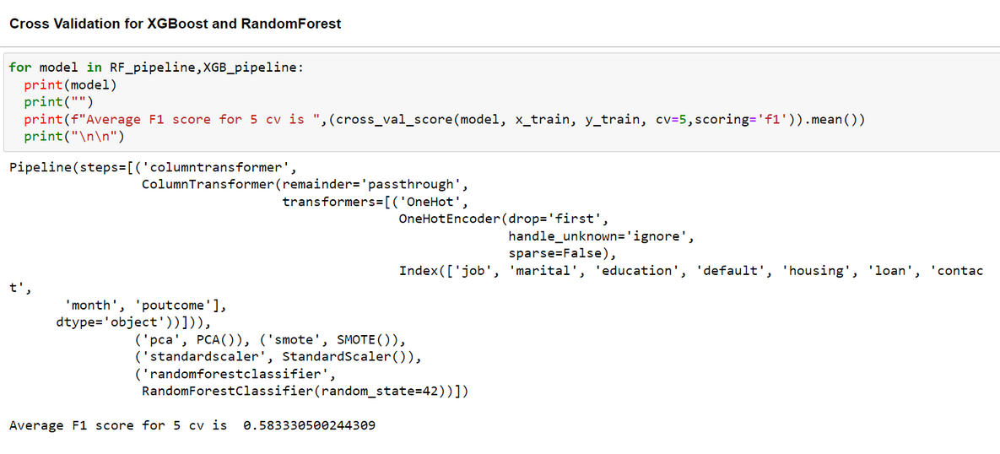 Cross Validation for XGBoost and RandomForest
for model in RF_pipeline,XGB_pipeline:
print(model)
print("")
print(f"Average F1 score for 5 cv is ",(cross_val_score(model, x_train, y_train, cv=5,scoring='f1')).mean())
print("\n\n")
Pipeline(steps=[('columntransformer',
ColumnTransformer(remainder='passthrough',
transformers=[('OneHot',
OneHotEncoder(drop='first',
handle_unknown='ignore',
sparse=False),
Index(['job', 'marital', 'education', 'default', 'housing', 'loan', 'contac
t',
'month', 'poutcome'],
dtype='object'))])),
('pca', PCA()), ('smote', SMOTE()),
('standardscaler', StandardScaler()),
('randomforestclassifier',
RandomForestClassifier(random_state=42))])
Average F1 score for 5 cv is  0.583330500244309